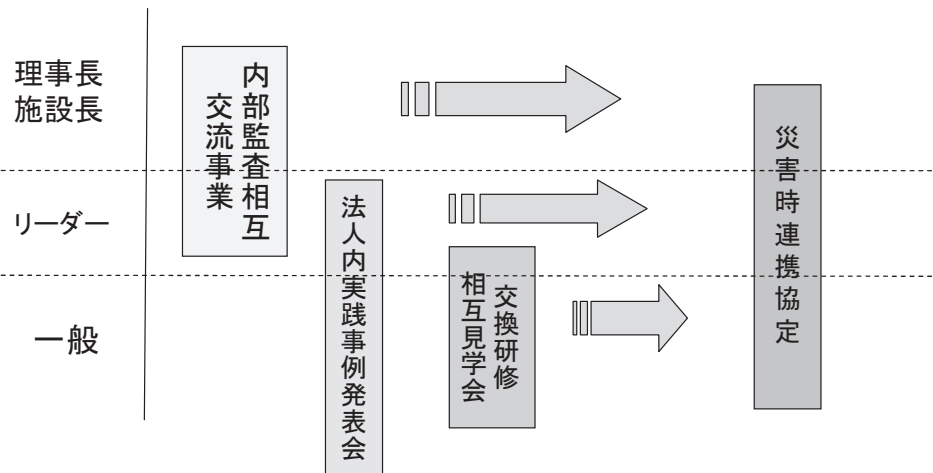 理事長
施設長
リーダー
一般
内部監査相互
交流事業
法人内実践事例発表会
交換研修
相互見学会
災害時連携協定